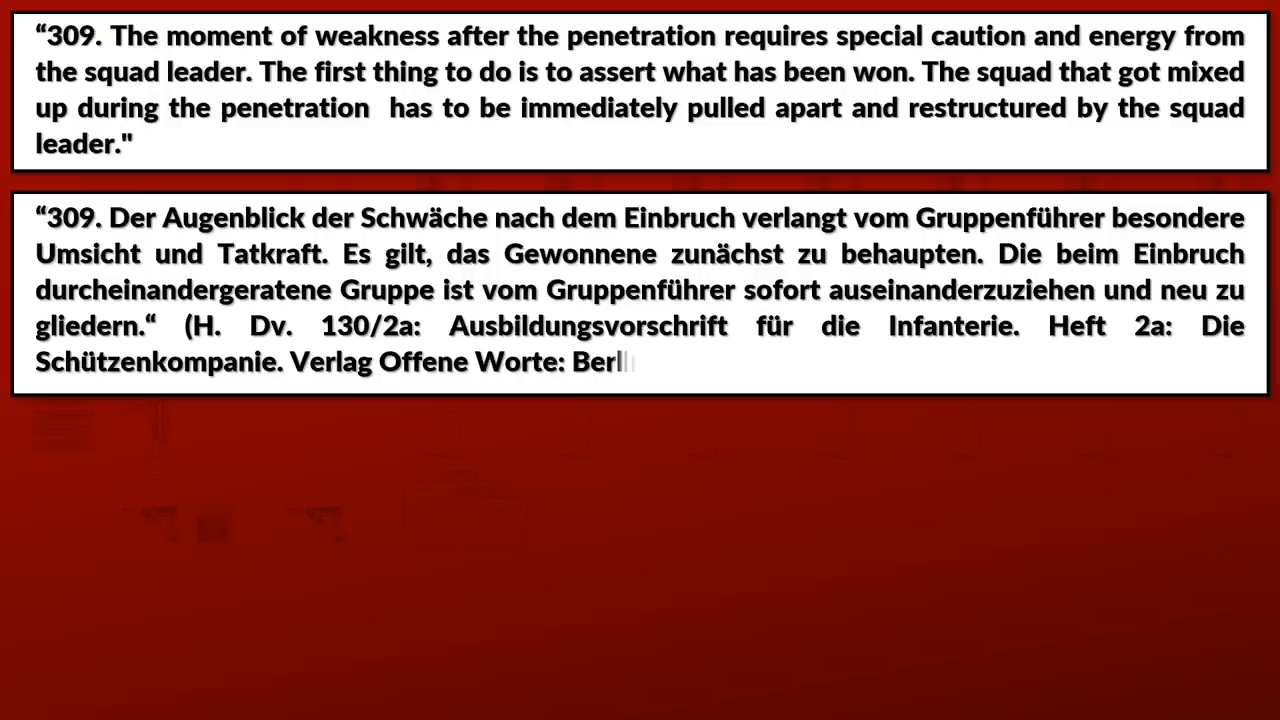 “309. The moment of weakness after the penetration requires special caution and energy from
the squad leader. The first thing to do is to assert what has been won. The squad that got mixed
up during the penetration has to be immediately pulled apart and restructured by the squad
leader."
“309. Der Augenblick der Schwäche nach dem Einbruch verlangt vom Gruppenführer besondere
Umsicht und Tatkraft. Es gilt, das Gewonnene zunächst zu behaupten. Die beim Einbruch
durcheinandergeratene Gruppe ist vom Gruppenführer sofort auseinanderzuziehen und neu zu
gliedern.“ (H. Dv. 130/2a: Ausbildungsvorschrift für die Infanterie. Heft 2a: Die
Schützenkompanie. Verlag Offene Worte: Berl